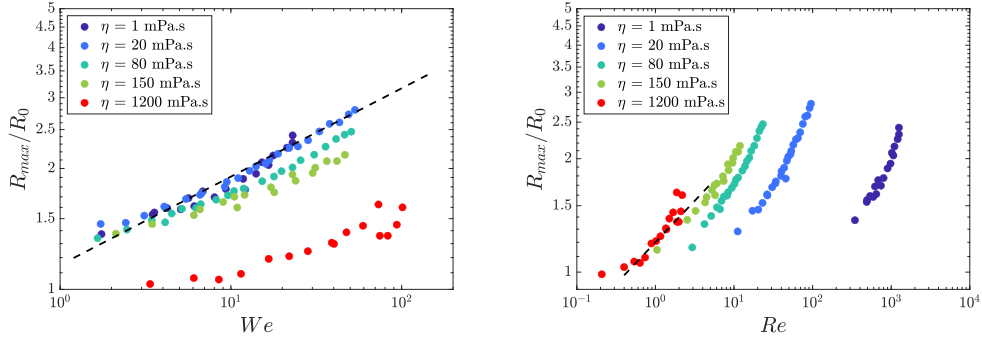 5
4.5
4
3.5
3
2.5
2
1.5
1
R_max/R_0
η = 1 mPa.s
η = 20 mPa.s
η = 80 mPa.s
η = 150 mPa.s
η = 1200 mPa.s
10^0
10^1
10^2
We
5
4.5
4
3.5
3
2.5
2
1.5
1
R_max/R_0
η = 1 mPa.s
η = 20 mPa.s
η = 80 mPa.s
η = 150 mPa.s
η = 1200 mPa.s
10^-1
10^0
10^1
10^2
10^3
10^4
Re